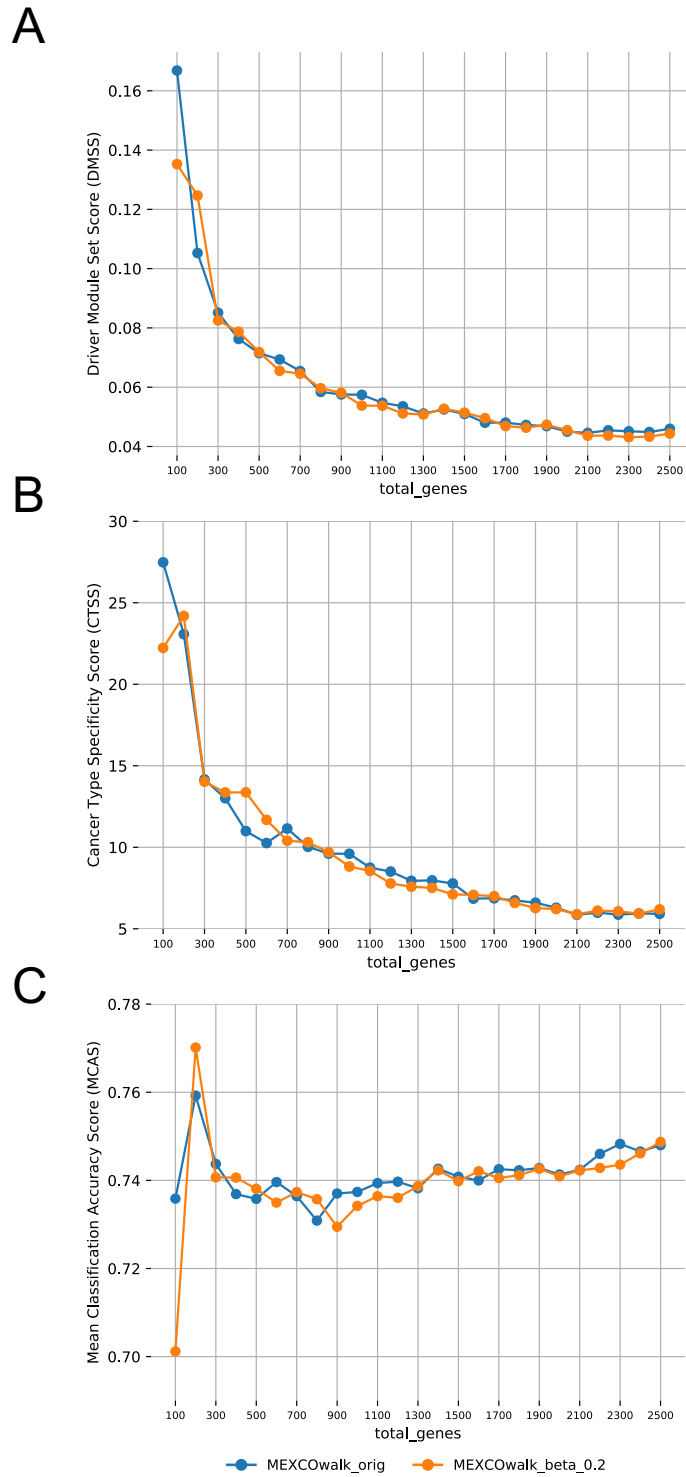 A
Driver Module Set Score (DMSS)
0.16
0.14
0.12
0.10
0.08
0.06
0.04
100 300 500 700 900 1100 1300 1500 1700 1900 2100 2300 2500
total_genes
B
Cancer Type Specificity Score (CTSS)
30
25
20
15
10
5
100 300 500 700 900 1100 1300 1500 1700 1900 2100 2300 2500
total_genes
C
Mean Classification Accuracy Score (MCAS)
0.78
0.76
0.74
0.72
0.70
100 300 500 700 900 1100 1300 1500 1700 1900 2100 2300 2500
total_genes
MEXCOwalk_orig MEXCOwalk_beta_0.2